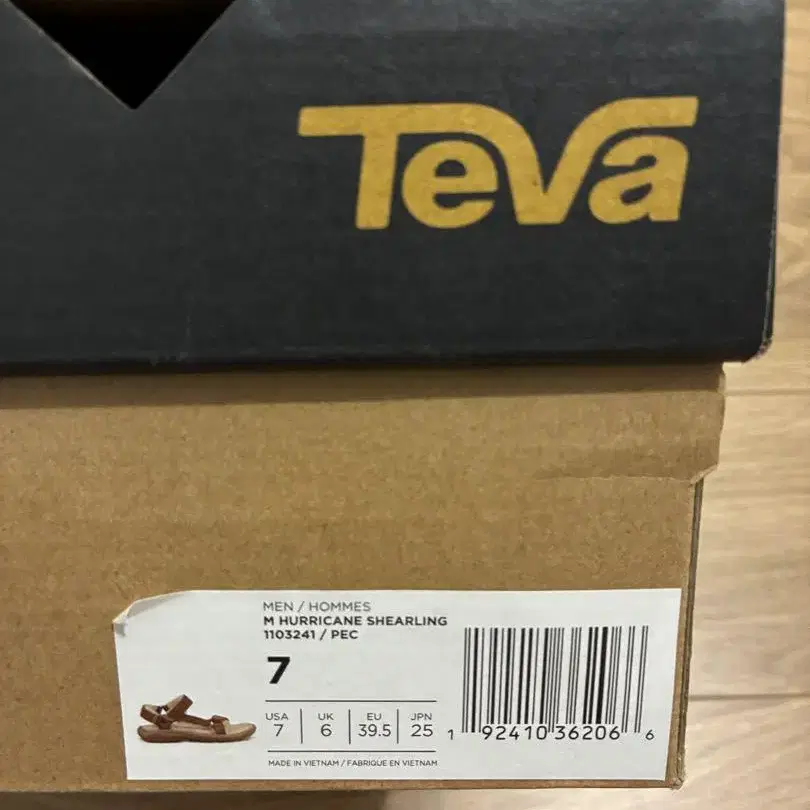 Teva
MEN / HOMMES
M HURRICANE SHEARLING
1103241 / PEC
7
USA UK EU JPN
7 6 39.5 25
1 92410 36206 6
MADE IN VIETNAM / FABRIQUE EN VIETNAM